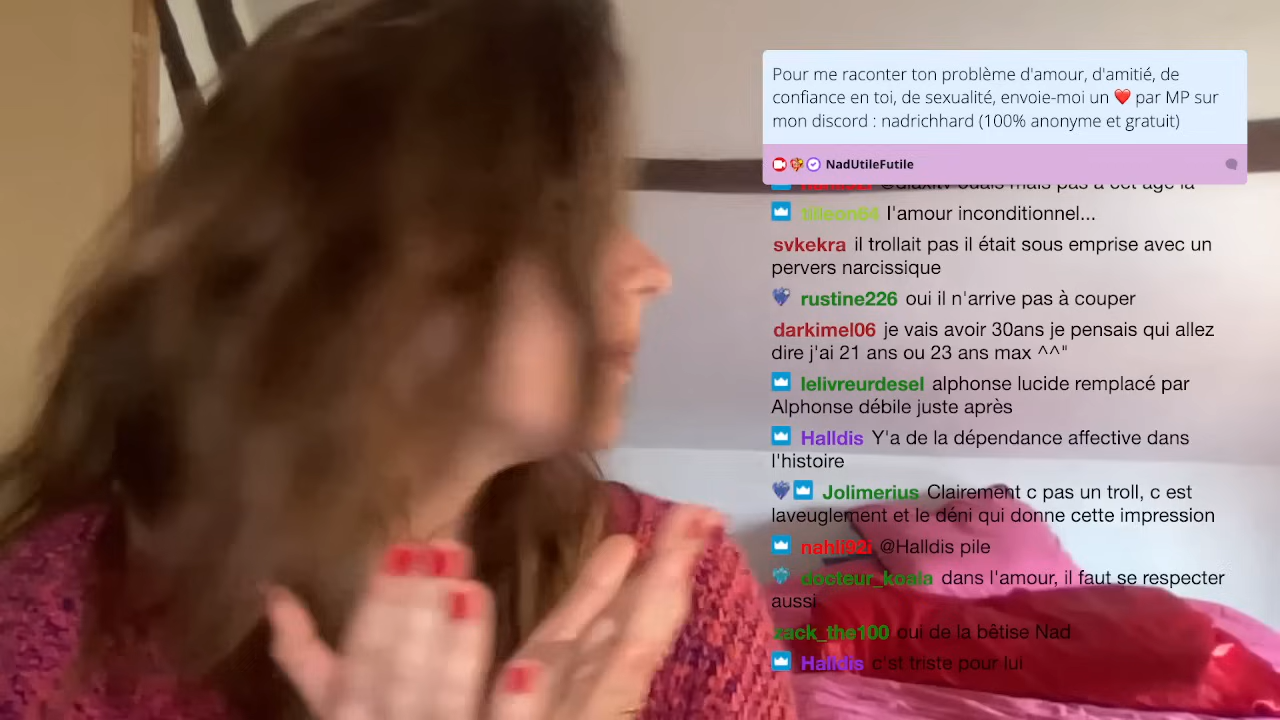 Pour me raconter ton problème d'amour, d'amitié, de
confiance en toi, de sexualité, envoie-moi un ❤️ par MP sur
mon discord : nadrichhard (100% anonyme et gratuit)
NadUtileFutile
ouais mais pas à cet âge là
l'amour inconditionnel...
svkekra il trollait pas il était sous emprise avec un
pervers narcissique
rustine226 oui il n'arrive pas à couper
darkimel06 je vais avoir 30ans je pensais qui allez
dire j'ai 21 ans ou 23 ans max ^^"
lelivreurdesel alphonse lucide remplacé par
Alphonse débile juste après
Halldis Y'a de la dépendance affective dans
l'histoire
Jolimerius Clairement c pas un troll, c est
laveuglement et le déni qui donne cette impression
nahli92i @Halldis pile
docteur_koala dans l'amour, il faut se respecter
aussi
zack_the100 oui de la bêtise Nad
Halldis c'st triste pour lui